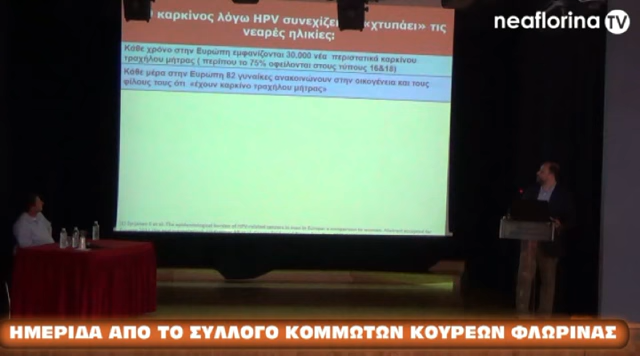 neaflorina TV
καρκίνος λόγω HPV συνεχίζει «χτυπάει» τις
νεαρές ηλικίες:
Κάθε χρόνο στην Ευρώπη εμφανίζονται 30.000 νέα περιστατικά καρκίνου
τραχήλου μήτρας ( περίπου το 75% οφείλονται στους τύπους 16&18)
Κάθε μέρα στην Ευρώπη 82 γυναίκες ανακοινώνουν στην οικογένεια και τους
φίλους τους ότι «έχουν καρκίνο τραχήλου μήτρας»
ΗΜΕΡΙΔΑ ΑΠΟ ΤΟ ΣΥΛΛΟΓΟ ΚΟΜΜΩΤΩΝ ΚΟΥΡΕΩΝ ΦΛΩΡΙΝΑΣ